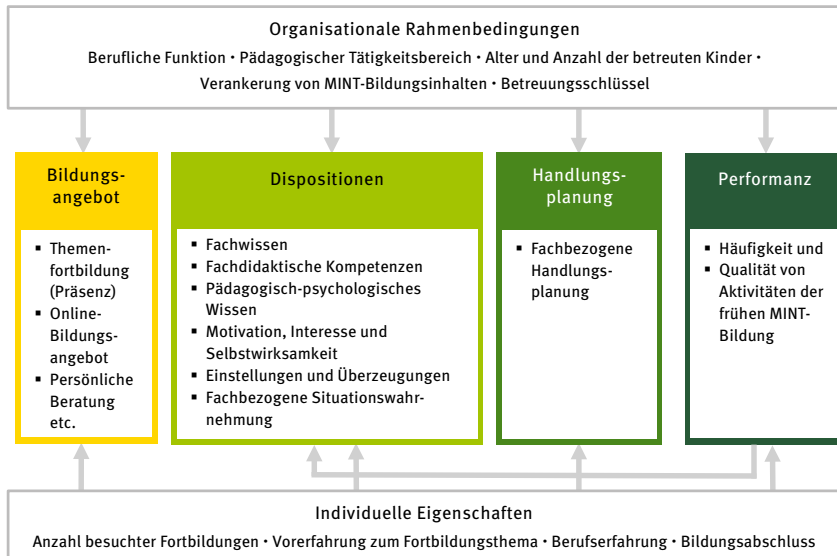 Organisationale Rahmenbedingungen
Berufliche Funktion · Pädagogischer Tätigkeitsbereich · Alter und Anzahl der betreuten Kinder ·
Verankerung von MINT-Bildungsinhalten · Betreuungsschlüssel
Bildungs-
angebot
▪ Themen-
fortbildung
(Präsenz)
▪ Online-
Bildungs-
angebot
▪ Persönliche
Beratung
etc.
Dispositionen
▪ Fachwissen
▪ Fachdidaktische Kompetenzen
▪ Pädagogisch-psychologisches
Wissen
▪ Motivation, Interesse und
Selbstwirksamkeit
▪ Einstellungen und Überzeugungen
▪ Fachbezogene Situationswahr-
nehmung
Handlungs-
planung
▪ Fachbezogene
Handlungs-
planung
Performanz
▪ Häufigkeit und
▪ Qualität von
Aktivitäten der
frühen MINT-
Bildung
Individuelle Eigenschaften
Anzahl besuchter Fortbildungen · Vorerfahrung zum Fortbildungsthema · Berufserfahrung · Bildungsabschluss